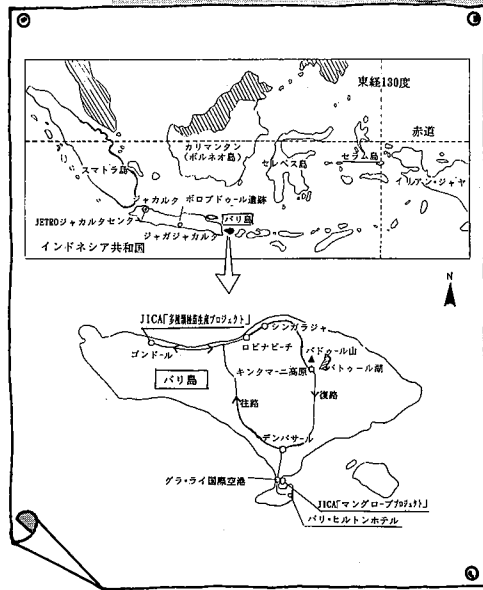 東経130度
赤道
カリマンタン
(ボルネオ島)
セレベス島
セラム島
イリアン・ジャヤ
スマトラ島
ジャカルタ
ボロブドゥール遺跡
バリ島
JETROジャカルタセンター
ジャガジャカルタ
インドネシア共和国
N
JICA「多種類種苗生産プロジェクト」
シンガラジャ
ロビナビーチ
バドゥール山
ゴンドール
キンタマーニ高原
バトゥール湖
バリ島
往路
復路
デンパサール
グラ・ライ国際空港
JICA「マングローブプロジェクト」
バリ・ヒルトンホテル